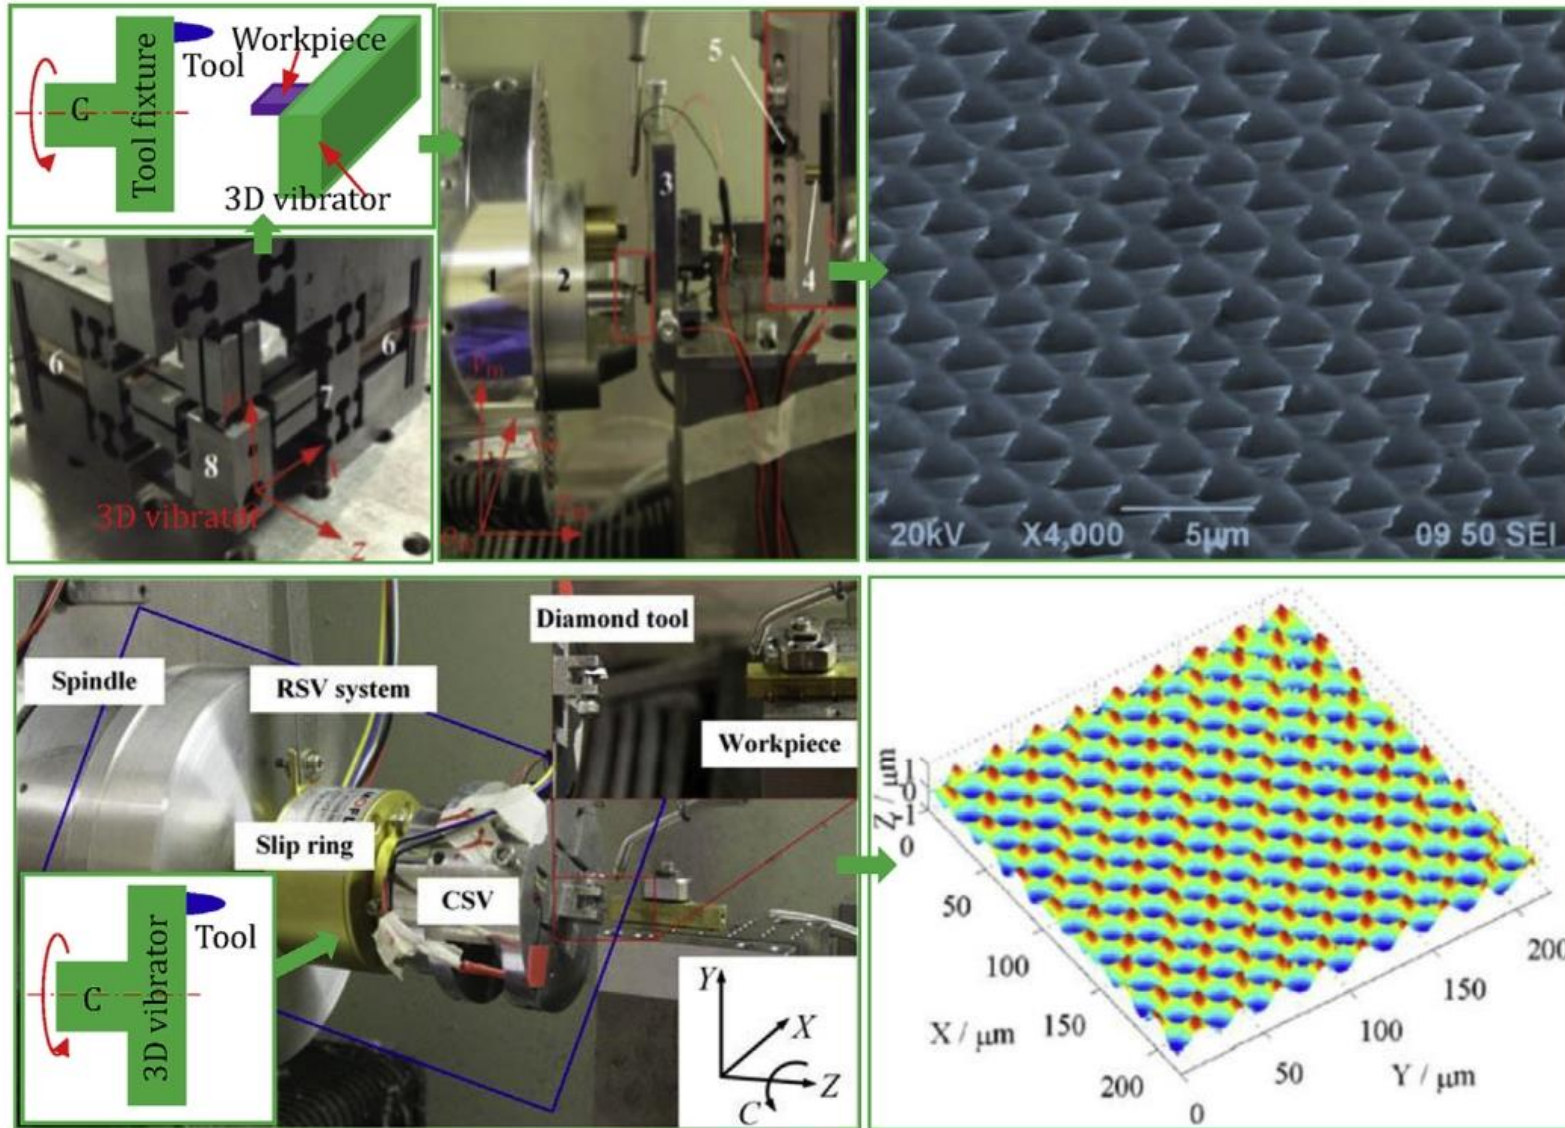 Workpiece
Tool
C
Tool fixture
3D vibrator
5
3
1
2
4
6
6
7
8
3D vibrator
Z
20kV X4,000 5μm 09 50 SEI
Diamond tool
Spindle
RSV system
Workpiece
Slip ring
CSV
Tool
C
3D vibrator
Y
X
Z
C
Z / μm
1
0
-1
0
50
100
150
200
X / μm
0
50
100
150
200
Y / μm